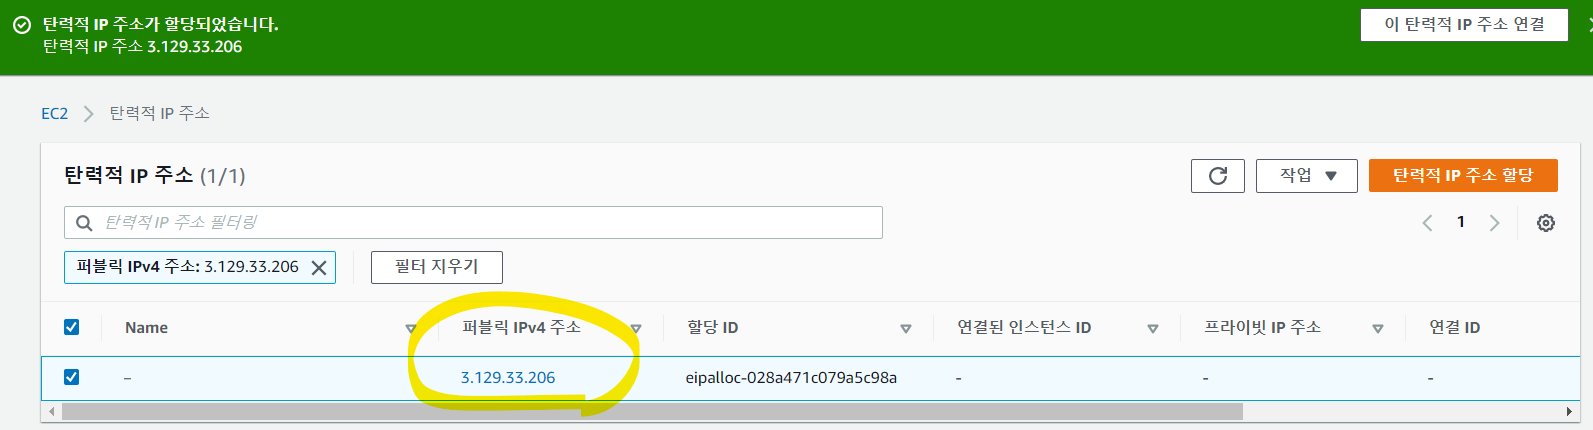 탄력적 IP 주소가 할당되었습니다.
탄력적 IP 주소 3.129.33.206
이 탄력적 IP 주소 연결
EC2 > 탄력적 IP 주소
탄력적 IP 주소 (1/1)
작업
탄력적 IP 주소 할당
탄력적 IP 주소 필터링
1
퍼블릭 IPv4 주소: 3.129.33.206
필터 지우기
Name 퍼블릭 IPv4 주소 할당 ID 연결된 인스턴스 ID 프라이빗 IP 주소 연결 ID
– 3.129.33.206 eipalloc-028a471c079a5c98a - - -